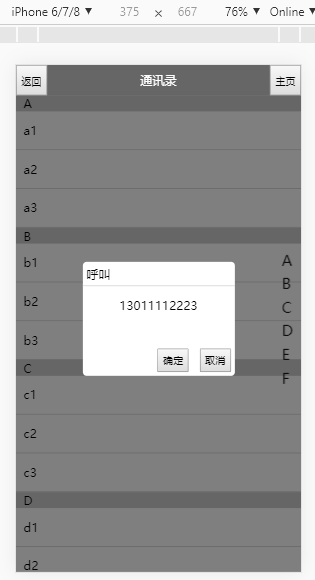 iPhone 6/7/8 ▼ 375 × 667 76% ▼ Online ▼
返回 通讯录 主页
A
a1
a2
a3
B
b1
b2
b3
C
c1
c2
c3
D
d1
d2
呼叫
13011112223
确定 取消
A
B
C
D
E
F